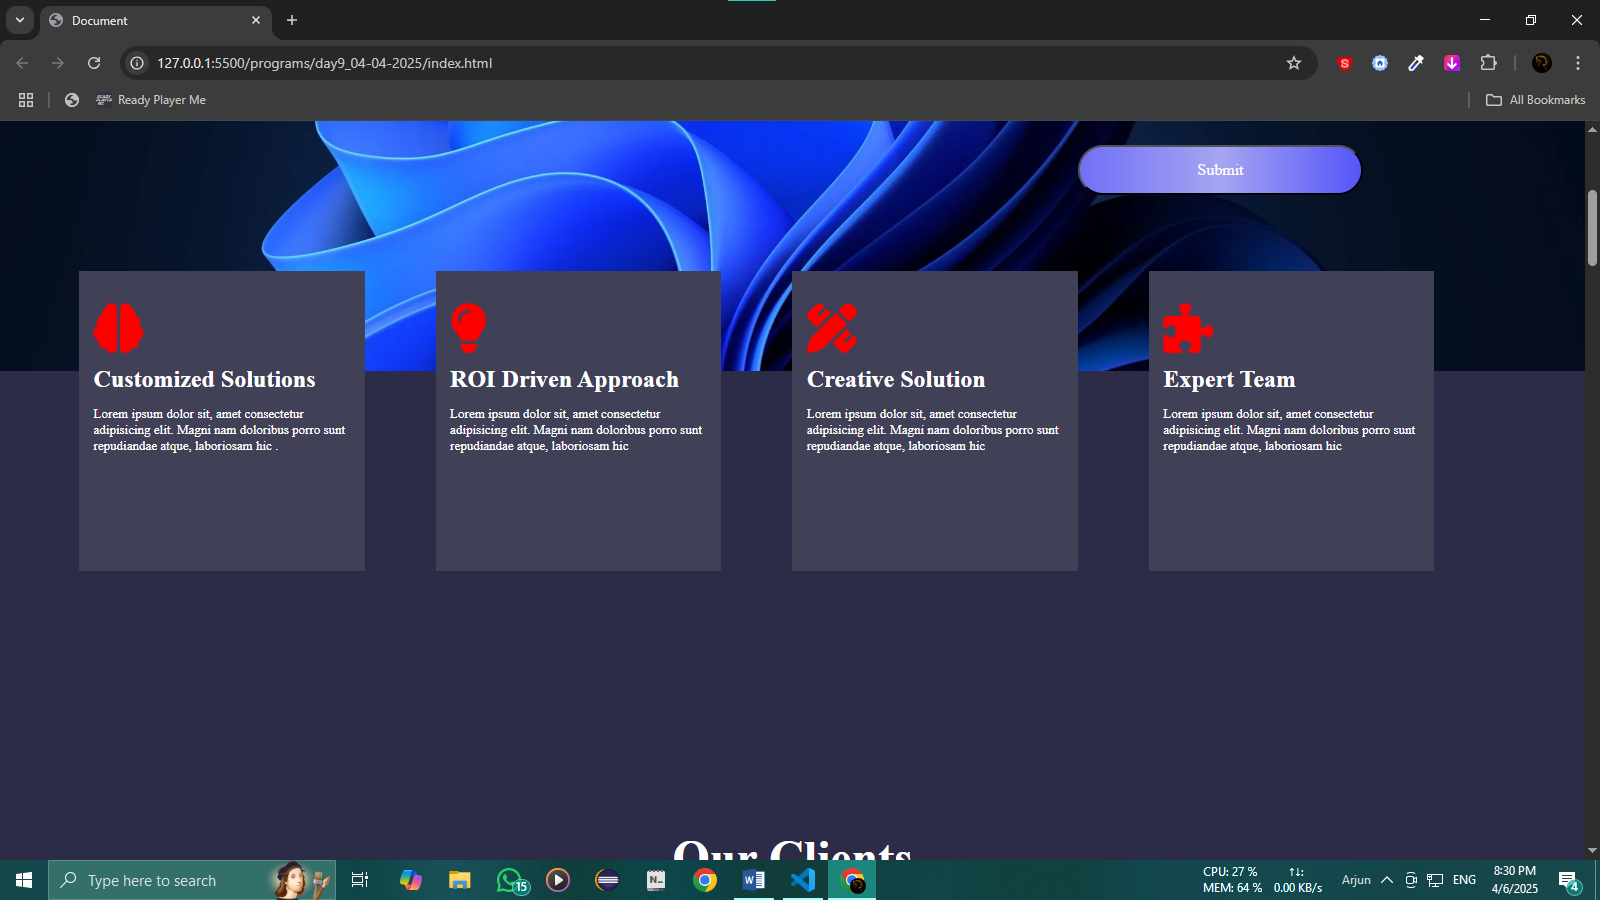 Document
127.0.0.1:5500/programs/day9_04-04-2025/index.html
Ready Player Me
All Bookmarks
Submit
Customized Solutions
Lorem ipsum dolor sit, amet consectetur
adipisicing elit. Magni nam doloribus porro sunt
repudiandae atque, laboriosam hic .
ROI Driven Approach
Lorem ipsum dolor sit, amet consectetur
adipisicing elit. Magni nam doloribus porro sunt
repudiandae atque, laboriosam hic
Creative Solution
Lorem ipsum dolor sit, amet consectetur
adipisicing elit. Magni nam doloribus porro sunt
repudiandae atque, laboriosam hic
Expert Team
Lorem ipsum dolor sit, amet consectetur
adipisicing elit. Magni nam doloribus porro sunt
repudiandae atque, laboriosam hic
Our Clients
Type here to search
15
CPU: 27 %
MEM: 64 %
↑↓:
0.00 KB/s
Arjun
ENG
8:30 PM
4/6/2025
4